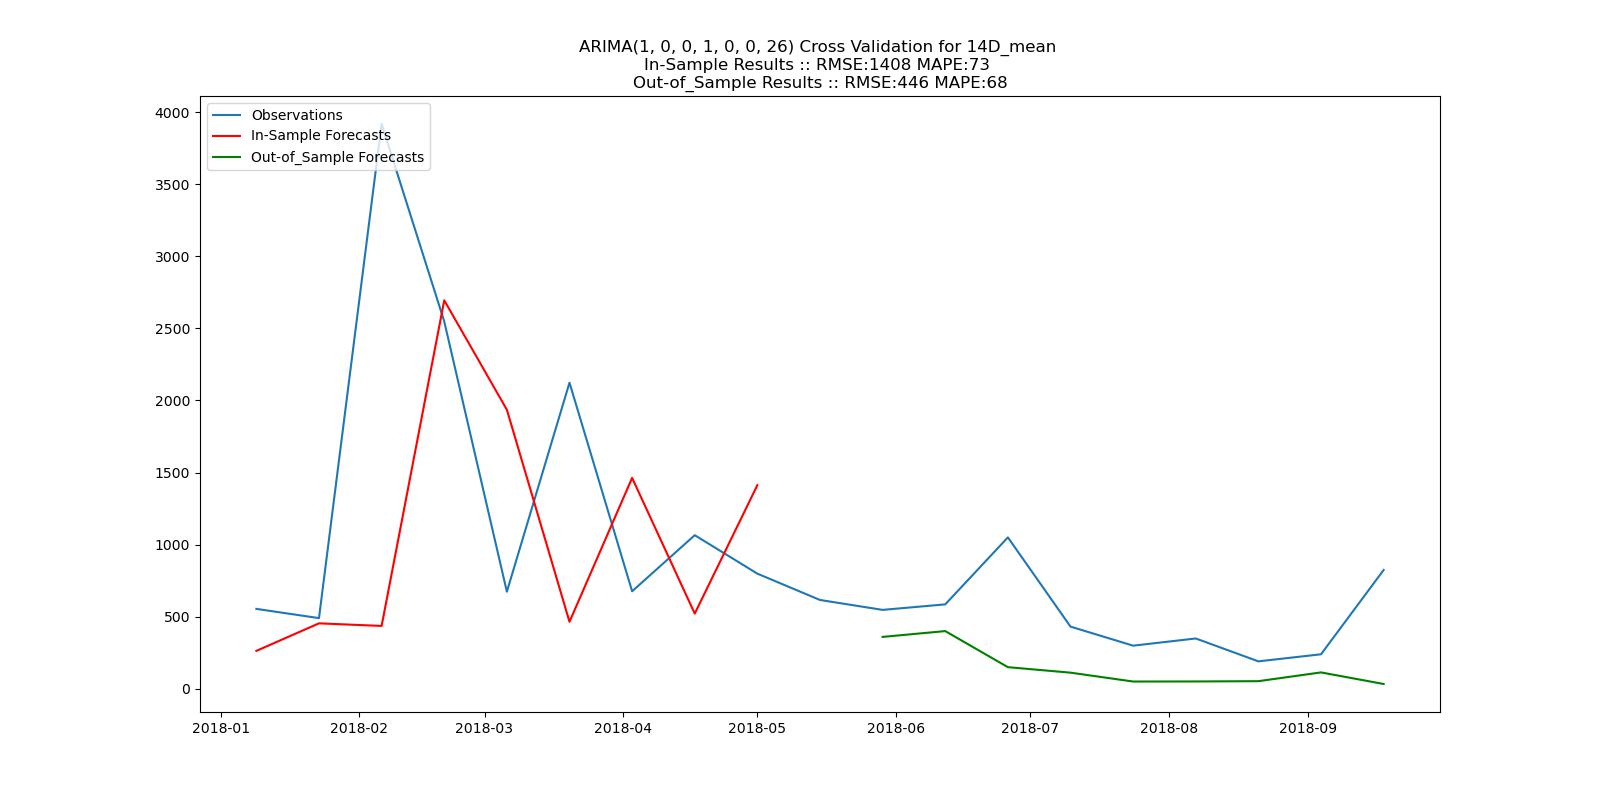 ARIMA(1, 0, 0, 1, 0, 0, 26) Cross Validation for 14D_mean
In-Sample Results :: RMSE:1408 MAPE:73
Out-of_Sample Results :: RMSE:446 MAPE:68
Observations
In-Sample Forecasts
Out-of_Sample Forecasts
4000
3500
3000
2500
2000
1500
1000
500
0
2018-01 2018-02 2018-03 2018-04 2018-05 2018-06 2018-07 2018-08 2018-09